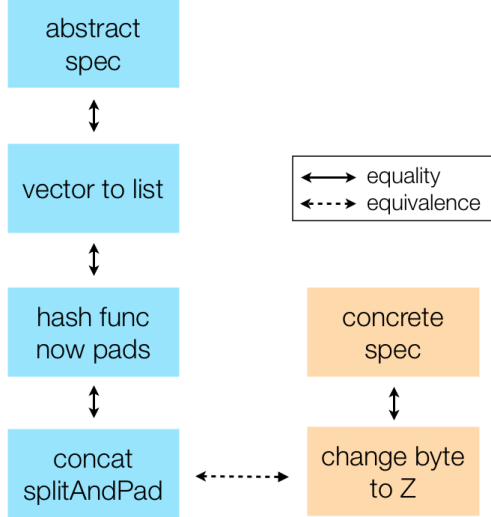 abstract
spec
vector to list
equality
equivalence
hash func
now pads
concrete
spec
concat
splitAndPad
change byte
to Z